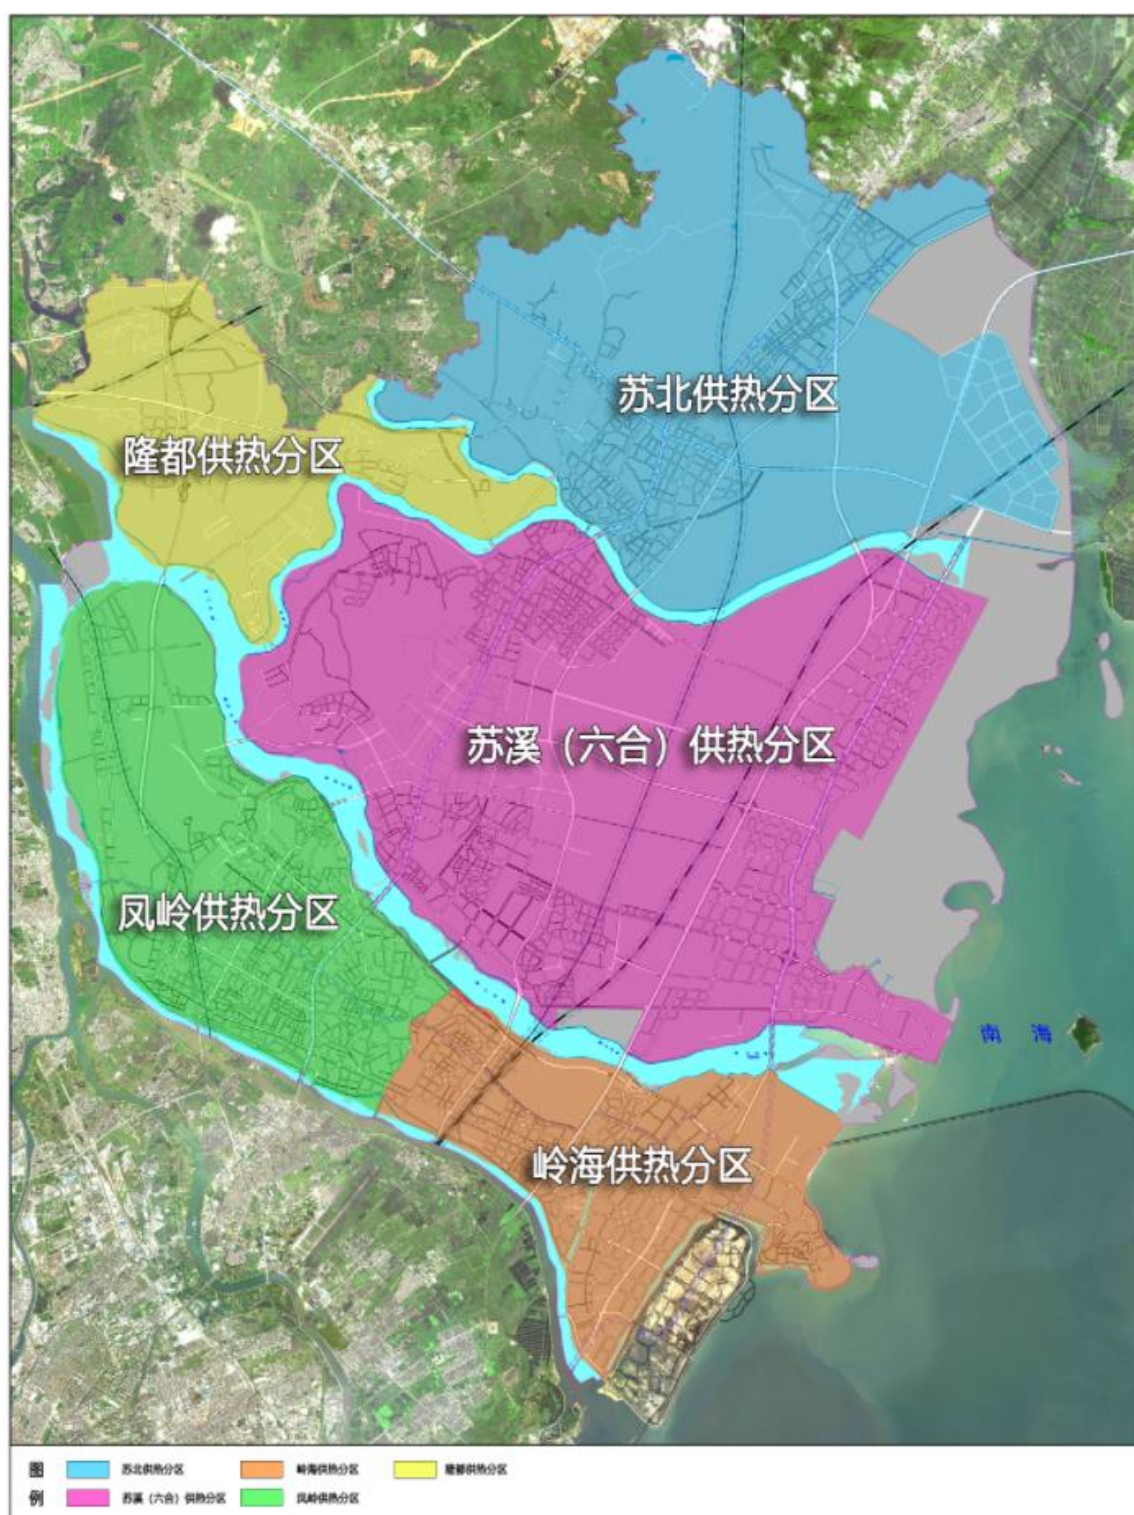 苏北供热分区
隆都供热分区
苏溪（六合）供热分区
凤岭供热分区
南 海
岭海供热分区
图 苏北供热分区 岭海供热分区 隆都供热分区
例 苏溪（六合）供热分区 凤岭供热分区